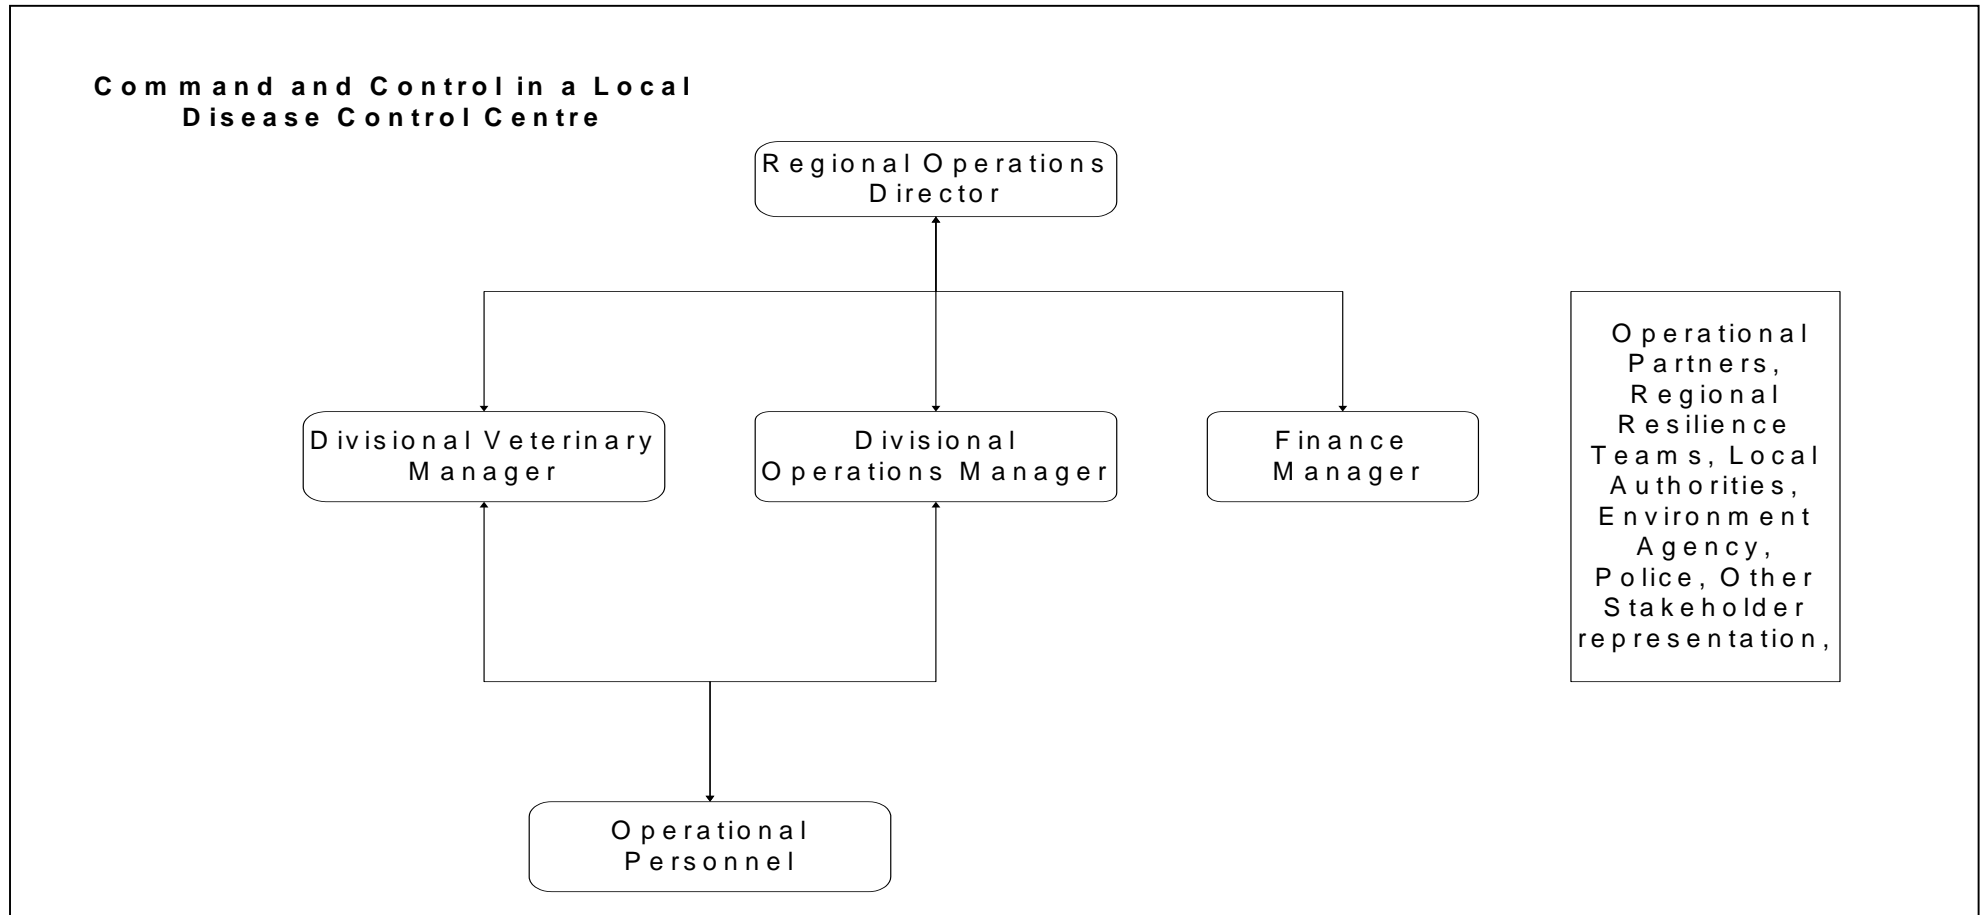 Command and Control in a Local
Disease Control Centre
Regional Operations
Director
Divisional Veterinary
Manager
Divisional
Operations Manager
Finance
Manager
Operational
Partners,
Regional
Resilience
Teams, Local
Authorities,
Environment
Agency,
Police, Other
Stakeholder
representation,
Operational
Personnel